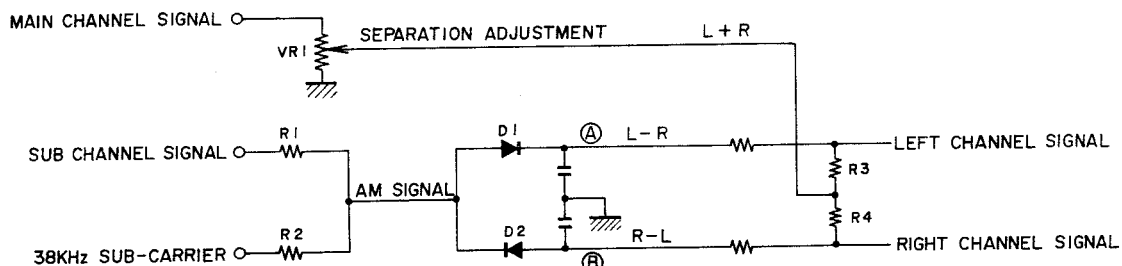 MAIN CHANNEL SIGNAL
VR1
SEPARATION ADJUSTMENT
L+R
R1
D1
A
L-R
SUB CHANNEL SIGNAL
LEFT CHANNEL SIGNAL
R3
AM SIGNAL
R4
R2
D2
R-L
38KHz SUB-CARRIER
B
RIGHT CHANNEL SIGNAL